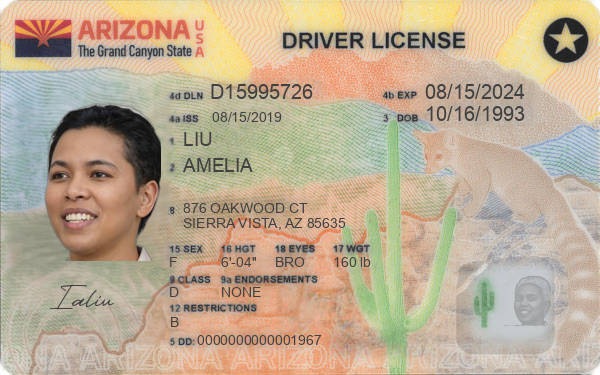 ARIZONA USA
The Grand Canyon State
DRIVER LICENSE
4d DLN D15995726
4b EXP 08/15/2024
4a ISS 08/15/2019
3 DOB 10/16/1993
1 LIU
2 AMELIA
8 876 OAKWOOD CT
SIERRA VISTA, AZ 85635
15 SEX 16 HGT 18 EYES 17 WGT
F 6'-04" BRO 160 lb
9 CLASS 9a ENDORSEMENTS
D NONE
12 RESTRICTIONS
B
5 DD: 0000000000001967
ARIZONA ARIZONA ARIZONA ARIZONA